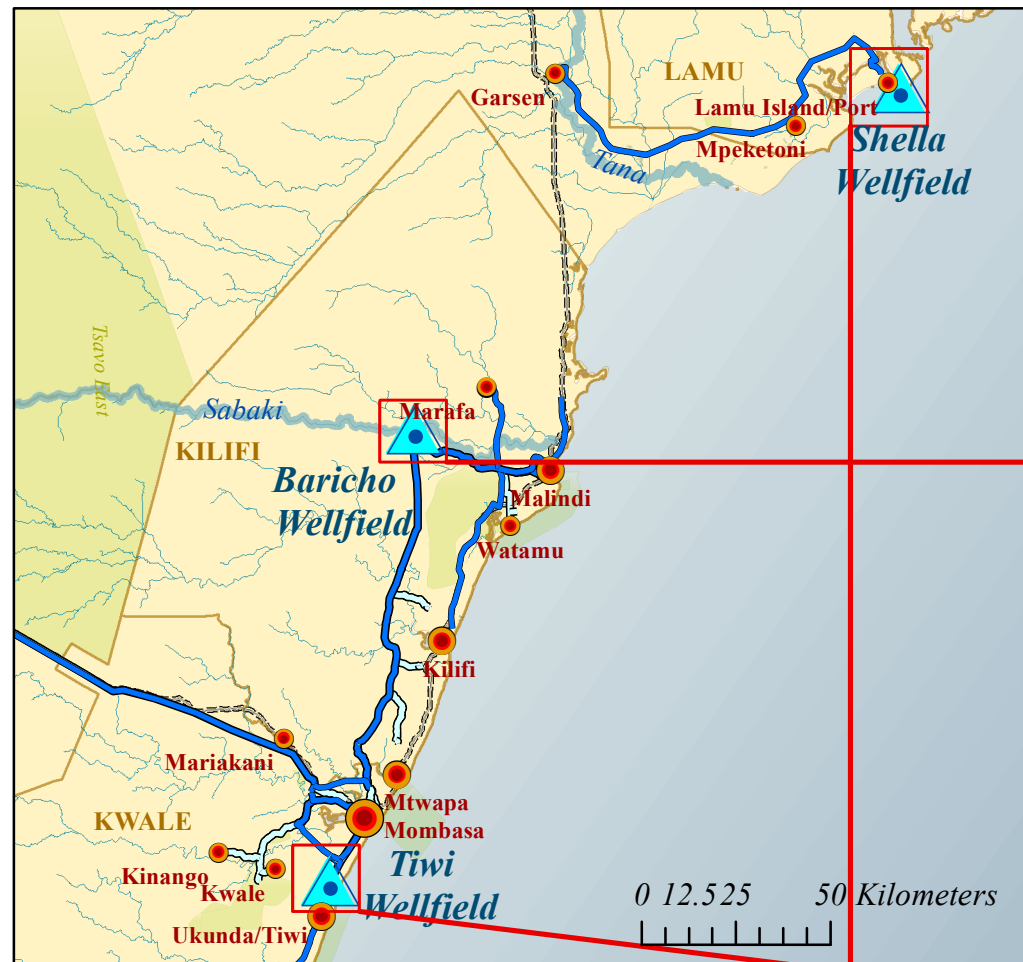 LAMU
Garsen
Lamu Island/Port
Mpeketoni
Shella
Wellfield
Tana
Tsavo East
Sabaki
Marafa
KILIFI
Baricho
Wellfield
Malindi
Watamu
Kilifi
Mariakani
Mtwapa
Mombasa
KWALE
Kinango
Kwale
Tiwi
Wellfield
Ukunda/Tiwi
0 12.5 25 50 Kilometers